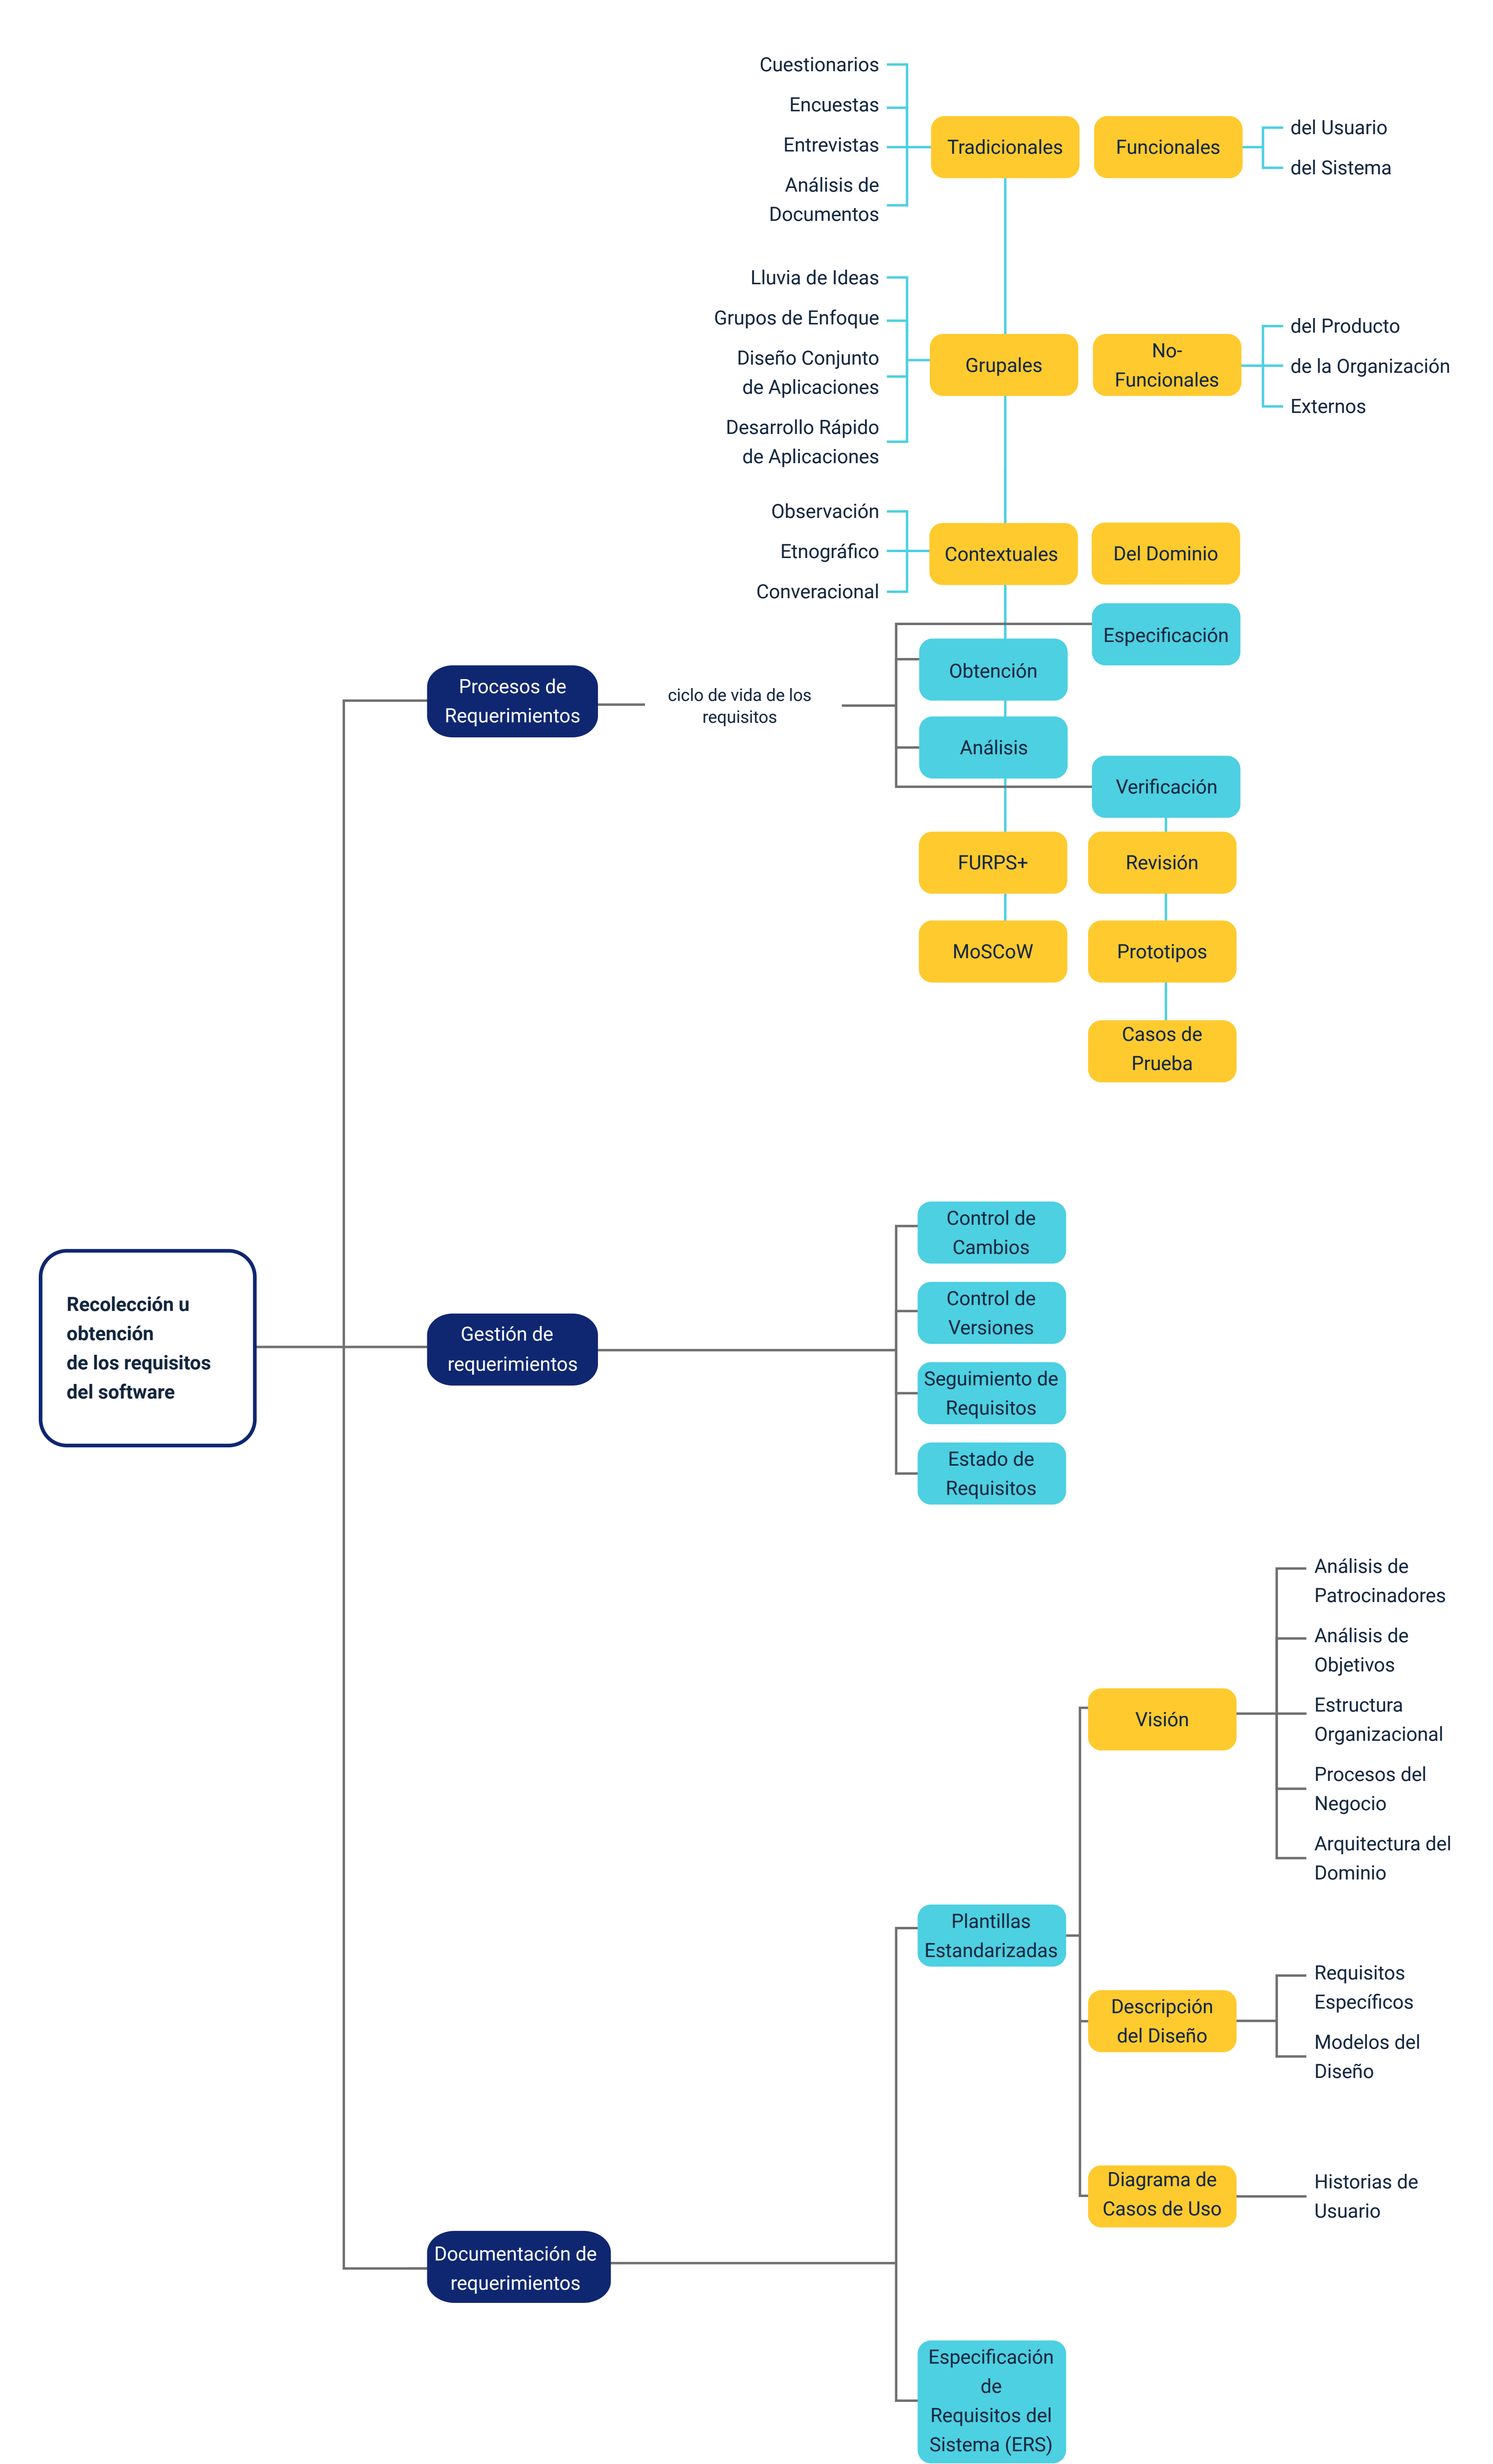 Cuestionarios
Encuestas
Entrevistas
Análisis de
Documentos
Tradicionales
Funcionales
del Usuario
del Sistema
Lluvia de Ideas
Grupos de Enfoque
Diseño Conjunto
de Aplicaciones
Desarrollo Rápido
de Aplicaciones
Grupales
No-
Funcionales
del Producto
de la Organización
Externos
Observación
Etnográfico
Converacional
Contextuales
Del Dominio
Procesos de
Requerimientos
ciclo de vida de los
requisitos
Especificación
Obtención
Análisis
Verificación
FURPS+
Revisión
MoSCoW
Prototipos
Casos de
Prueba
Recolección u
obtención
de los requisitos
del software
Gestión de
requerimientos
Control de
Cambios
Control de
Versiones
Seguimiento de
Requisitos
Estado de
Requisitos
Documentación de
requerimientos
Plantillas
Estandarizadas
Visión
Análisis de
Patrocinadores
Análisis de
Objetivos
Estructura
Organizacional
Procesos del
Negocio
Arquitectura del
Dominio
Descripción
del Diseño
Requisitos
Específicos
Modelos del
Diseño
Diagrama de
Casos de Uso
Historias de
Usuario
Especificación
de
Requisitos del
Sistema (ERS)